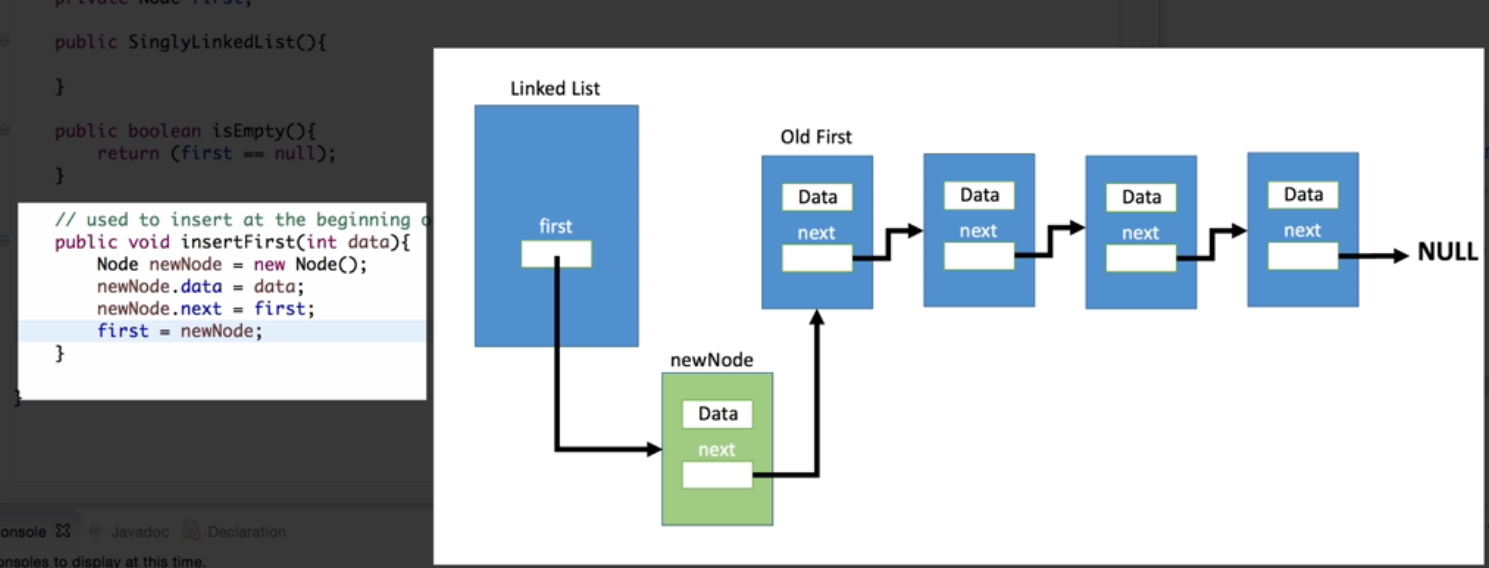 private Node first;
public SinglyLinkedList(){
}
public boolean isEmpty(){
return (first == null);
}
// used to insert at the beginning o
public void insertFirst(int data){
Node newNode = new Node();
newNode.data = data;
newNode.next = first;
first = newNode;
}
}
onsole Javadoc Declaration
onsoles to display at this time.
Linked List
first
Old First
Data
next
Data
next
Data
next
Data
next
NULL
newNode
Data
next